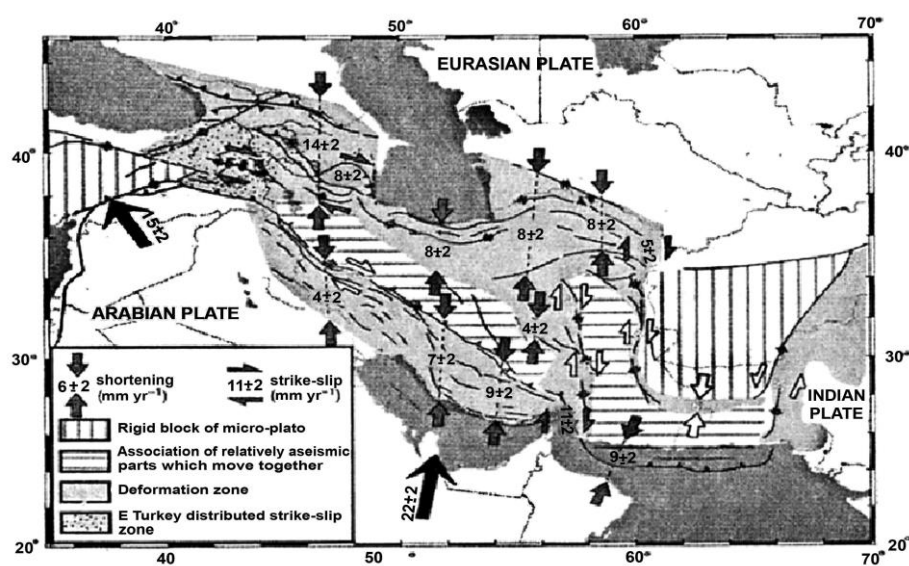 40°
50°
60°
70°
EURASIAN PLATE
14±2
8±2
40°
40°
15±2
8±2
8±2
8±2
5±2
ARABIAN PLATE
4±2
4±2
30°
30°
7±2
9±2
11±2
9±2
22±2
INDIAN
PLATE
6±2 shortening
(mm yr⁻¹)
11±2 strike-slip
(mm yr⁻¹)
Rigid block of micro-plato
Association of relatively aseismic
parts which move together
Deformation zone
E Turkey distributed strike-slip
zone
20°
20°
40°
50°
60°
70°